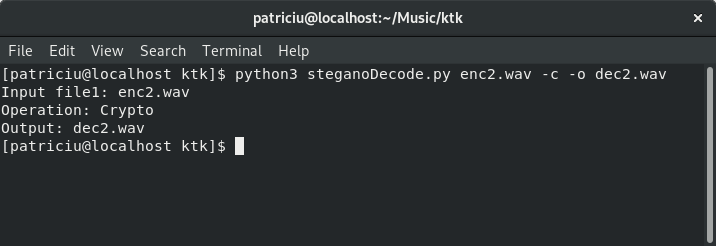 patriciu@localhost:~/Music/ktk ×
File Edit View Search Terminal Help
[patriciu@localhost ktk]$ python3 steganoDecode.py enc2.wav -c -o dec2.wav
Input file1: enc2.wav
Operation: Crypto
Output: dec2.wav
[patriciu@localhost ktk]$